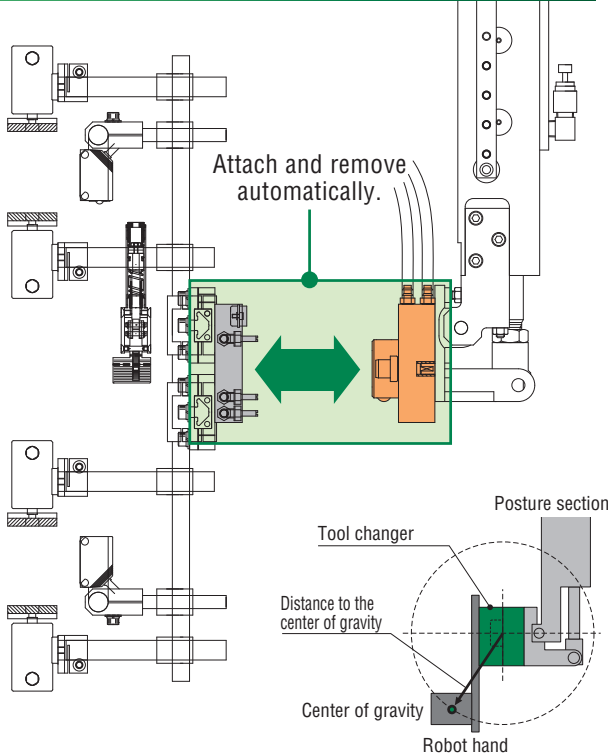 Attach and remove
automatically.
Posture section
Tool changer
Distance to the
center of gravity
Center of gravity
Robot hand